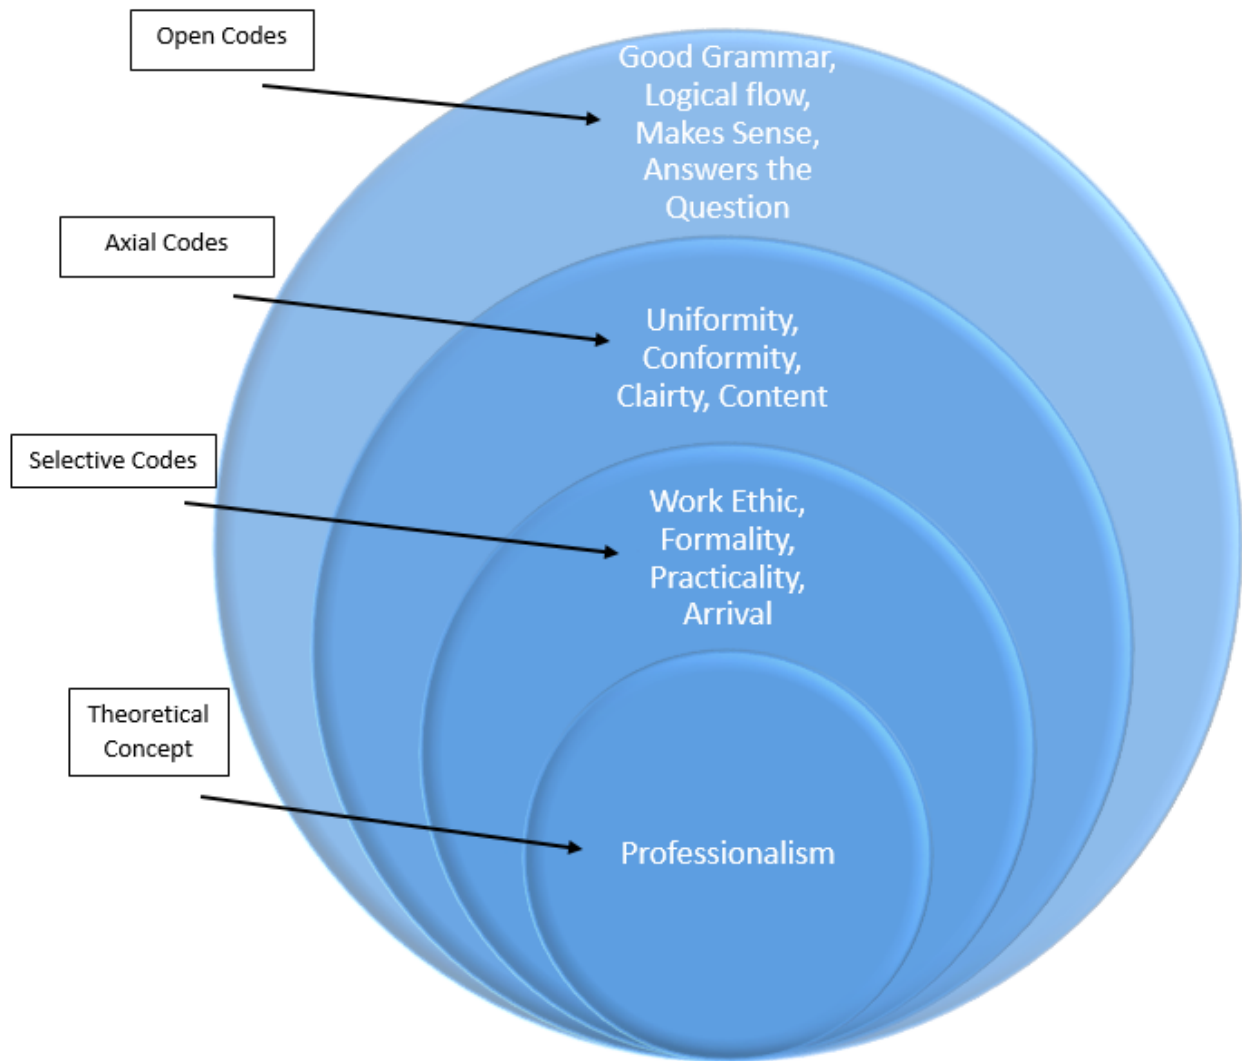 Open Codes
Good Grammar,
Logical flow,
Makes Sense,
Answers the
Question
Axial Codes
Uniformity,
Conformity,
Clairty, Content
Selective Codes
Work Ethic,
Formality,
Practicality,
Arrival
Theoretical
Concept
Professionalism